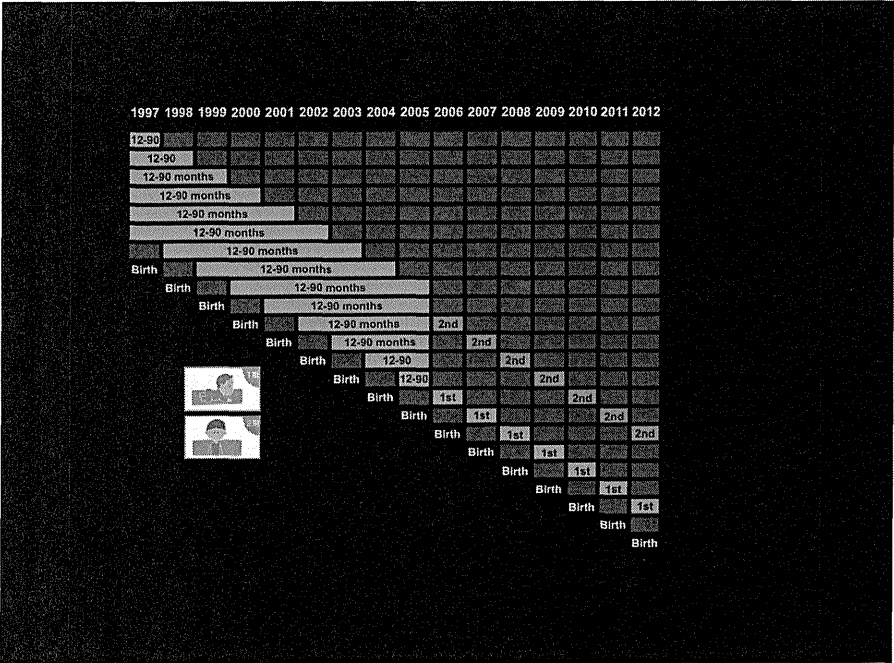 1997 1998 1999 2000 2001 2002 2003 2004 2005 2006 2007 2008 2009 2010 2011 2012
12-90
12-90
12-90 months
12-90 months
12-90 months
12-90 months
12-90 months
Birth 12-90 months
Birth 12-90 months
Birth 12-90 months
Birth 12-90 months 2nd
Birth 12-90 months 2nd
Birth 12-90 2nd
Birth 12-90 2nd
Birth 1st 2nd
Birth 1st 2nd
Birth 1st 2nd
Birth 1st
Birth 1st
Birth 1st
Birth 1st
Birth
Birth